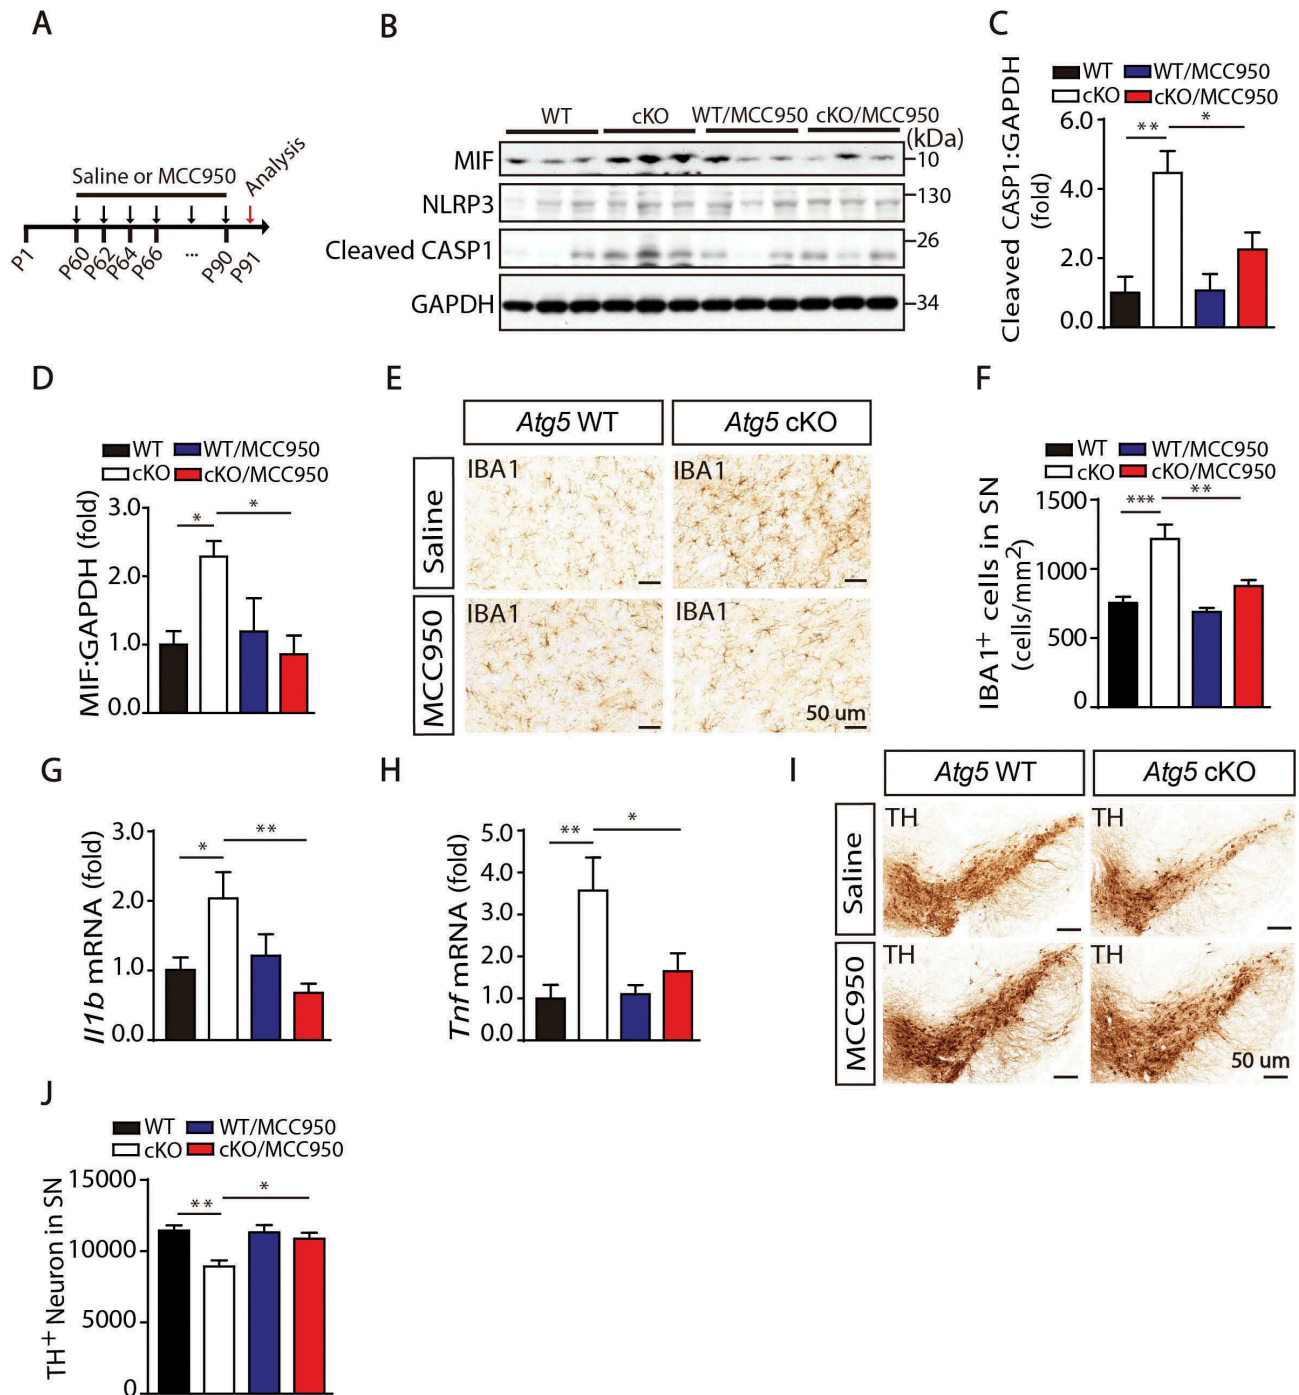 A
Saline or MCC950
Analysis
P1
P60
P62
P64
P66
...
P90
P91
B
WT
cKO
WT/MCC950
cKO/MCC950
(kDa)
MIF
10
NLRP3
130
Cleaved CASP1
26
GAPDH
34
C
WT
WT/MCC950
cKO
cKO/MCC950
Cleaved CASP1:GAPDH
(fold)
6.0
4.0
2.0
0.0
**
*
D
WT
WT/MCC950
cKO
cKO/MCC950
MIF:GAPDH (fold)
3.0
2.0
1.0
0.0
*
*
E
Atg5 WT
Atg5 cKO
Saline
IBA1
IBA1
MCC950
IBA1
IBA1
50 um
F
WT
WT/MCC950
cKO
cKO/MCC950
IBA1+ cells in SN
(cells/mm2)
1500
1000
500
0
***
**
G
Il1b mRNA (fold)
3.0
2.0
1.0
0.0
*
**
H
Tnf mRNA (fold)
5.0
4.0
3.0
2.0
1.0
0.0
**
*
I
Atg5 WT
Atg5 cKO
Saline
TH
TH
MCC950
TH
TH
50 um
J
WT
WT/MCC950
cKO
cKO/MCC950
TH+ Neuron in SN
15000
10000
5000
0
**
*